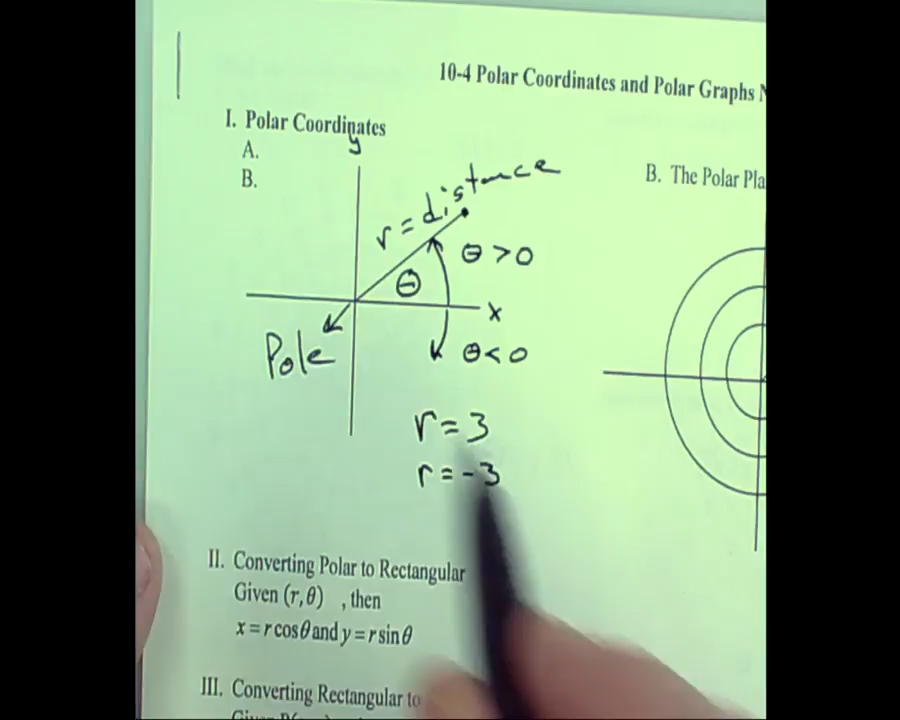 10-4 Polar Coordinates and Polar Graphs
I. Polar Coordinates
A.
B.
y
r = distance
θ > 0
θ
x
Pole
θ < 0
r = 3
r = -3
B. The Polar
II. Converting Polar to Rectangular
Given (r, θ) , then
x = r cos θ and y = r sin θ
III. Converting Rectangular to